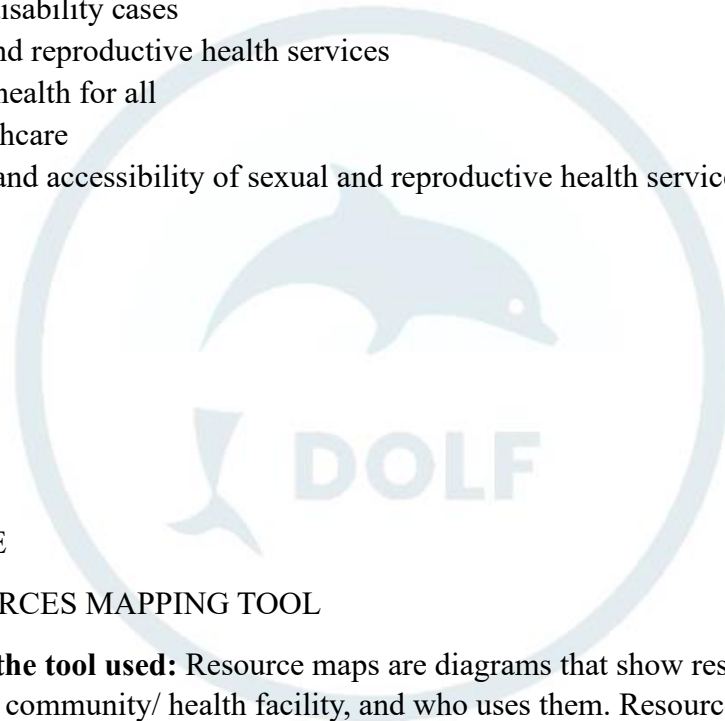 disability cases
nd reproductive health services
health for all
hcare
and accessibility of sexual and reproductive health service
DOLF
E
RCES MAPPING TOOL
the tool used: Resource maps are diagrams that show res
community/ health facility, and who uses them. Resourc